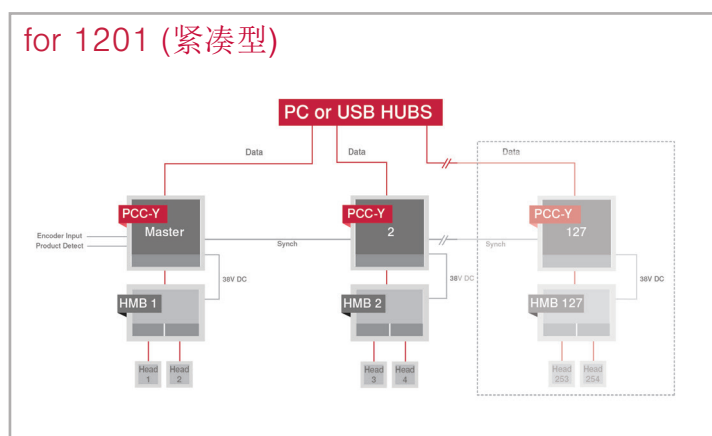 for 1201 (紧凑型)
PC or USB HUBS
Data
Data
Data
PCC-Y
Master
PCC-Y
2
PCC-Y
127
Encoder Input
Product Detect
Synch
Synch
38V DC
38V DC
38V DC
HMB 1
HMB 2
HMB 127
Head
1
Head
2
Head
3
Head
4
Head
253
Head
254